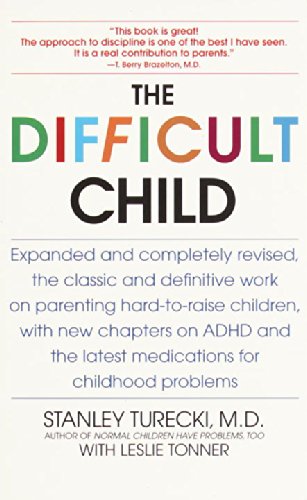 "This book is great!
The approach to discipline is one of the best I have seen.
It is a real contribution to parents."
—T. Berry Brazelton, M.D.
THE
DIFFICULT
CHILD
Expanded and completely revised,
the classic and definitive work
on parenting hard-to-raise children,
with new chapters on ADHD and
the latest medications for
childhood problems
STANLEY TURECKI, M.D.
AUTHOR OF NORMAL CHILDREN HAVE PROBLEMS, TOO
WITH LESLIE TONNER